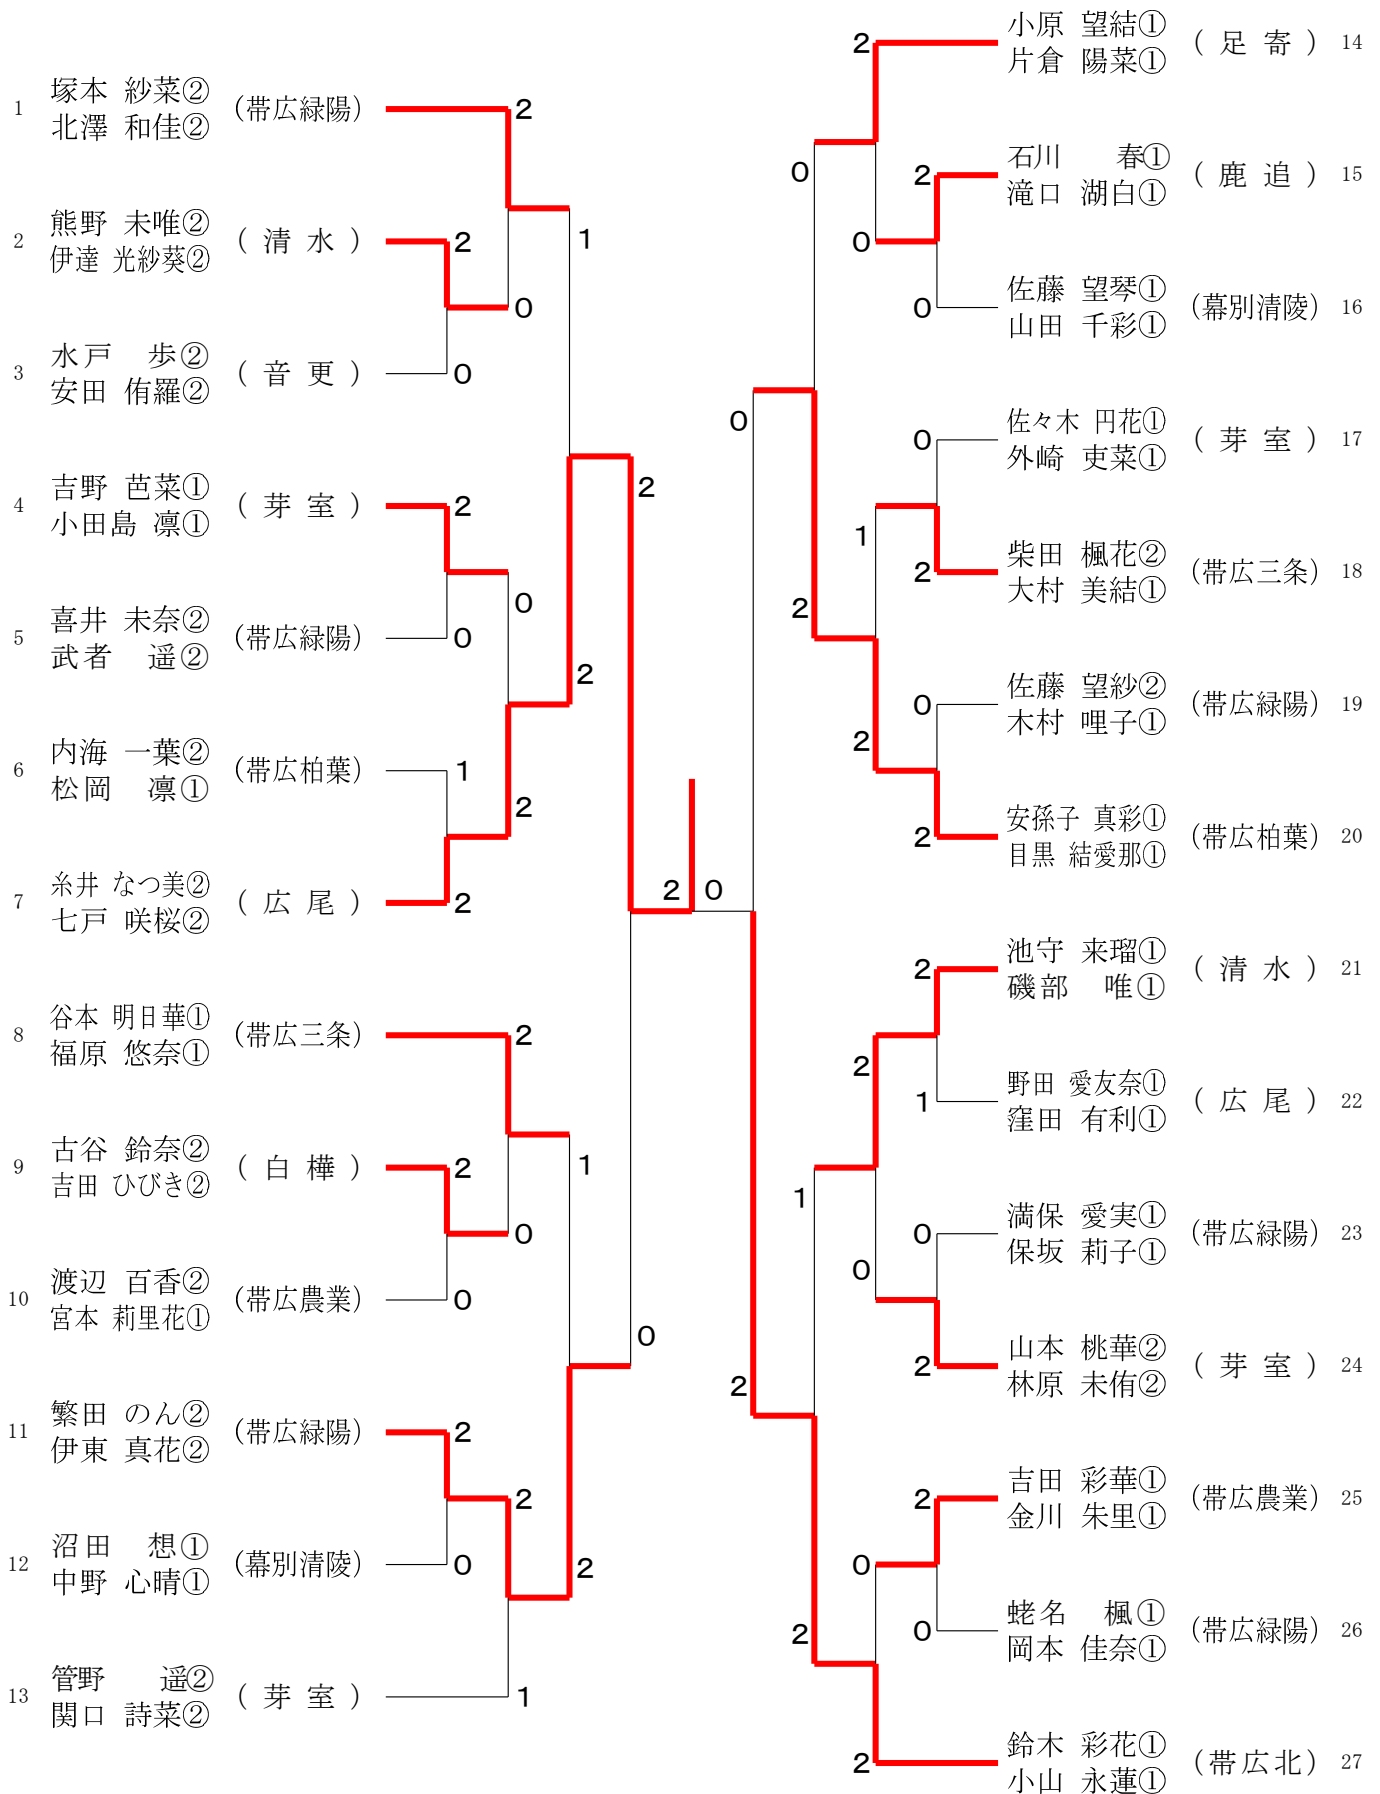 1 塚本 紗菜② (帯広緑陽) 2
北澤 和佳②
2 熊野 未唯② ( 清 水 ) 2
伊達 光紗葵②
1
0
3 水戸 歩② ( 音 更 ) 0
安田 侑羅②
2
4 吉野 芭菜① ( 芽 室 ) 2
小田島 凛①
0
5 喜井 未奈② (帯広緑陽) 0
武者 遥②
2
6 内海 一葉② (帯広柏葉) 1
松岡 凛①
2
7 糸井 なつ美② ( 広 尾 ) 2
七戸 咲桜②
2 0
8 谷本 明日華① (帯広三条) 2
福原 悠奈①
9 古谷 鈴奈② ( 白 樺 ) 2
吉田 ひびき②
1
0
10 渡辺 百香② (帯広農業) 0
宮本 莉里花①
0
11 繁田 のん② (帯広緑陽) 2
伊東 真花②
2
12 沼田 想① (幕別清陵) 0
中野 心晴①
2
13 管野 遥② ( 芽 室 ) 1
関口 詩菜②
2 小原 望結① ( 足 寄 ) 14
片倉 陽菜①
0
2 石川 春① ( 鹿 追 ) 15
滝口 湖白①
0
0 佐藤 望琴① (幕別清陵) 16
山田 千彩①
0
0 佐々木 円花① ( 芽 室 ) 17
外崎 吏菜①
1
2 柴田 楓花② (帯広三条) 18
大村 美結①
2
0 佐藤 望紗② (帯広緑陽) 19
木村 哩子①
2
2 安孫子 真彩① (帯広柏葉) 20
目黒 結愛那①
2 池守 来瑠① ( 清 水 ) 21
磯部 唯①
2
1 野田 愛友奈① ( 広 尾 ) 22
窪田 有利①
1
0 満保 愛実① (帯広緑陽) 23
保坂 莉子①
0
2 山本 桃華② ( 芽 室 ) 24
林原 未侑②
2
2 吉田 彩華① (帯広農業) 25
金川 朱里①
0
0 蛯名 楓① (帯広緑陽) 26
岡本 佳奈①
2
2 鈴木 彩花① (帯広北) 27
小山 永蓮①